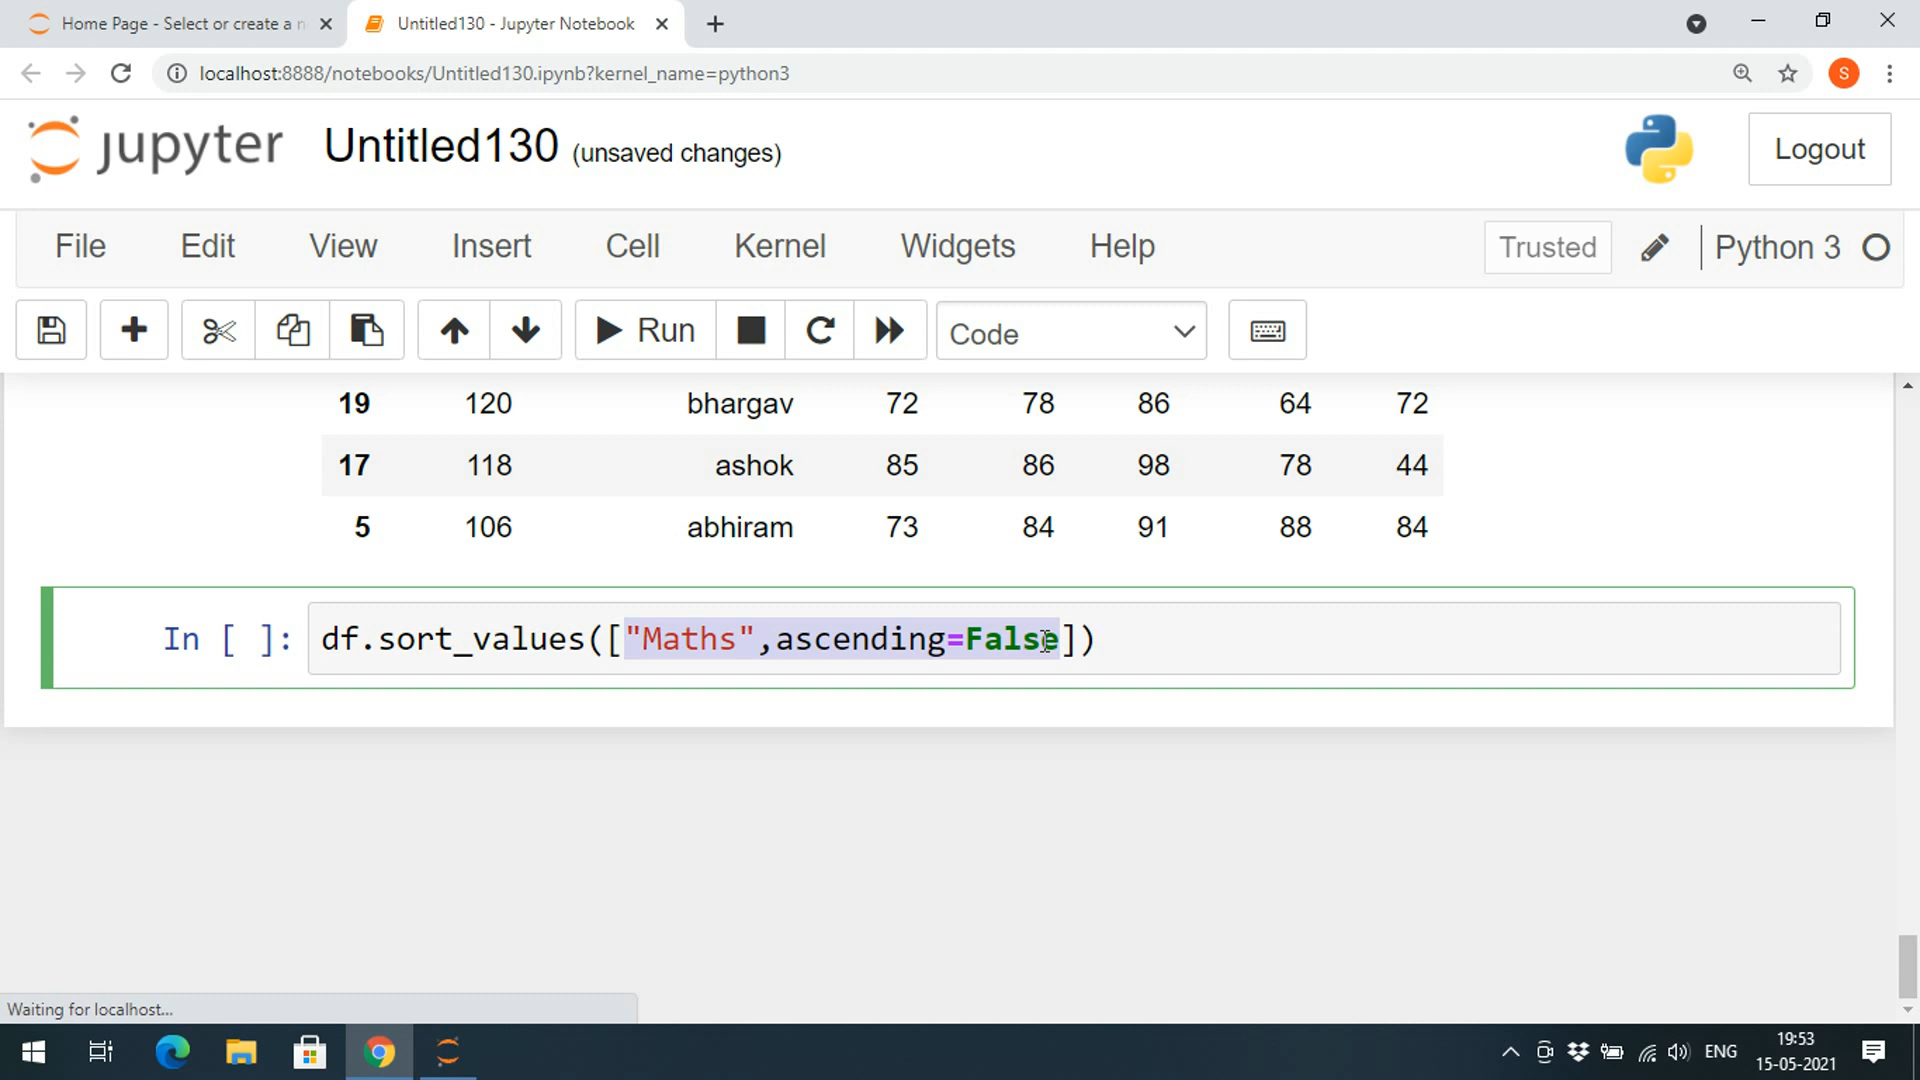 Home Page - Select or create a n
Untitled130 - Jupyter Notebook
localhost:8888/notebooks/Untitled130.ipynb?kernel_name=python3
S
jupyter Untitled130 (unsaved changes)
Logout
File Edit View Insert Cell Kernel Widgets Help
Trusted
Python 3
Run
Code
19 120 bhargav 72 78 86 64 72
17 118 ashok 85 86 98 78 44
5 106 abhiram 73 84 91 88 84
In [ ]: df.sort_values(["Maths",ascending=False])
Waiting for localhost...
ENG
19:53
15-05-2021